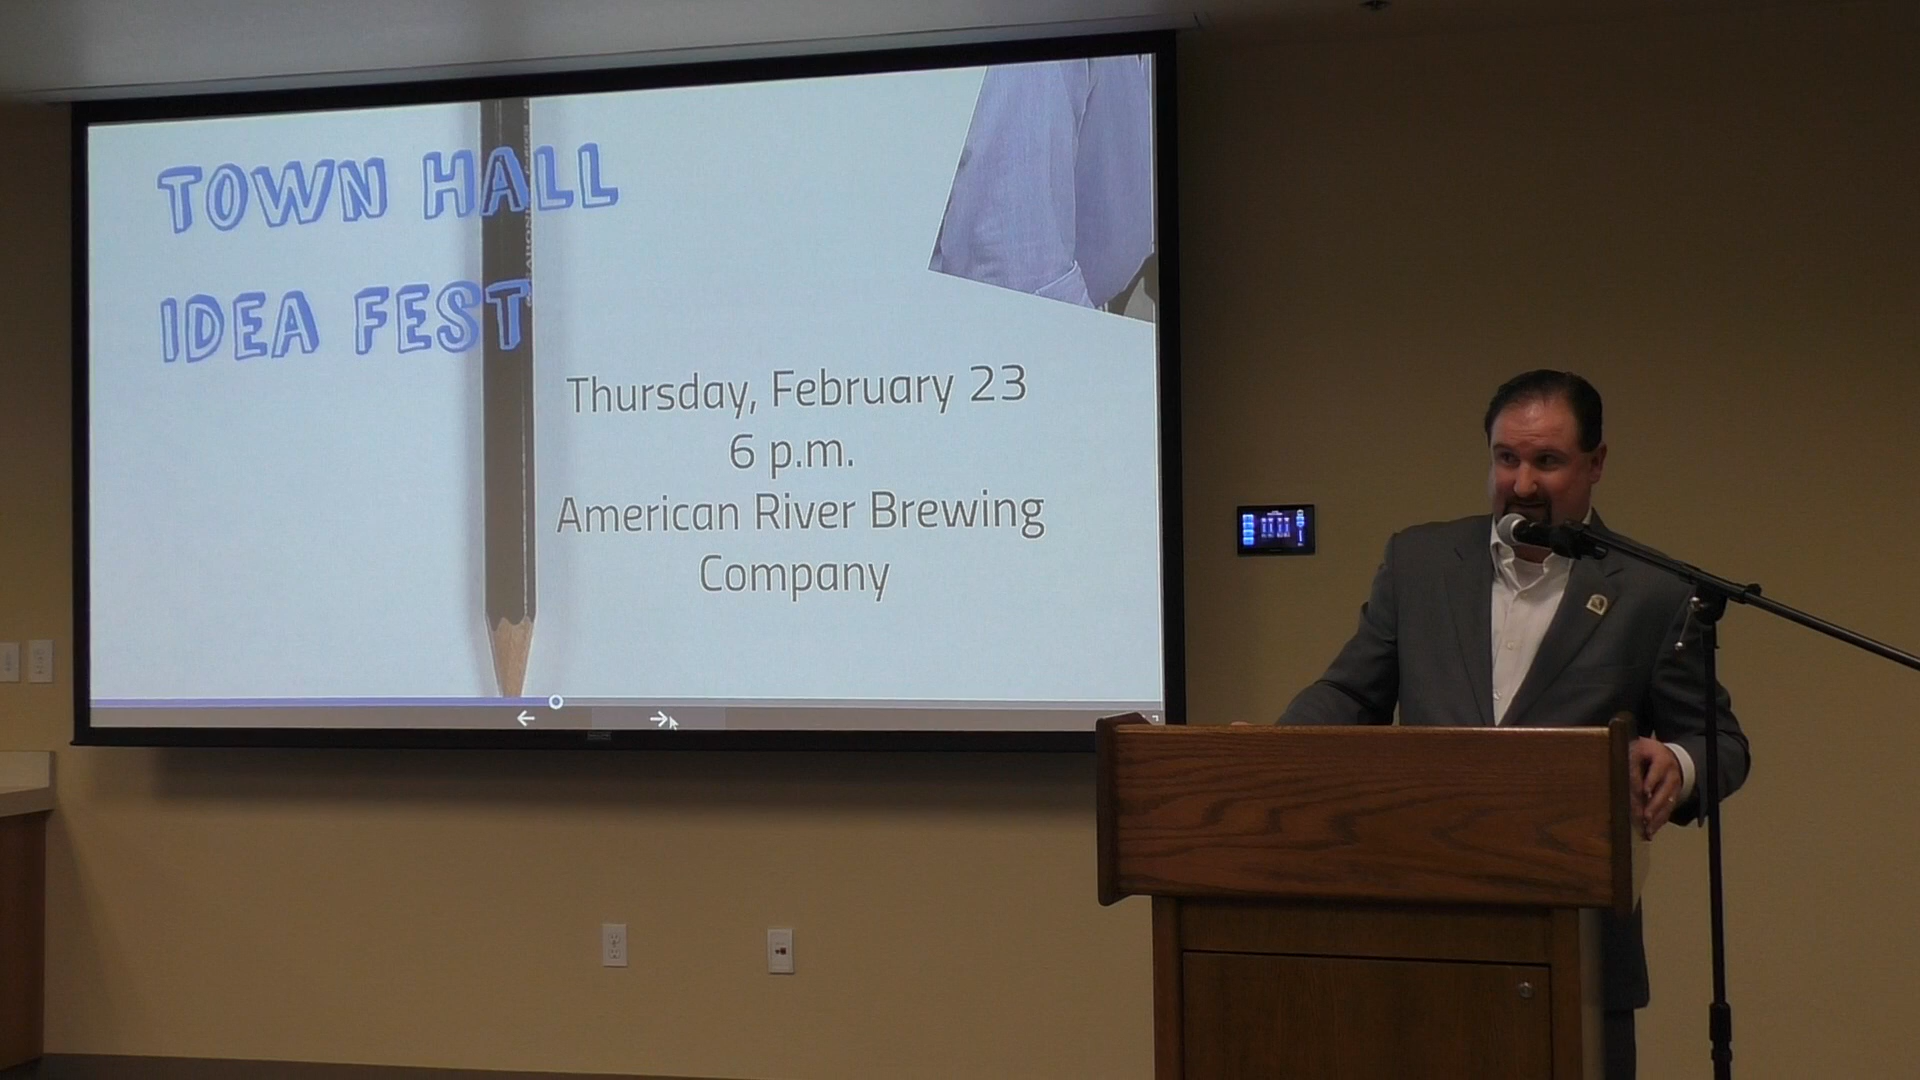 TOWN HALL
IDEA FEST
Thursday, February 23
6 p.m.
American River Brewing
Company